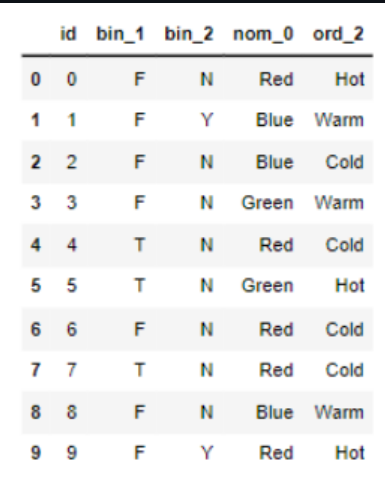 id bin_1 bin_2 nom_0 ord_2
0 0 F N Red Hot
1 1 F Y Blue Warm
2 2 F N Blue Cold
3 3 F N Green Warm
4 4 T N Red Cold
5 5 T N Green Hot
6 6 F N Red Cold
7 7 T N Red Cold
8 8 F N Blue Warm
9 9 F Y Red Hot